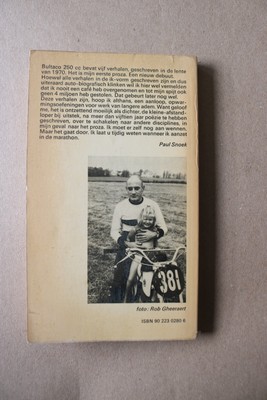 Bultaco 250 cc bevat vijf verhalen, geschreven in de lente
van 1970. Het is mijn eerste proza. Een nieuwe debuut.
Hoewel alle verhalen in de ik-vorm geschreven zijn en dus
uiteraard auto-biografisch klinken wil ik hier wel vermelden
dat ik nooit een café heb overgenomen en tot mijn spijt ook
geen 4 miljoen heb gestolen. Dat gebeurt later nog wel.
Deze verhalen zijn, hoop ik althans, een aanloop, opwar-
mingsoefeningen voor werk van langere adem. Want geloof
me, het is ontzettend moeilijk als dichter, de kleine-afstand-
loper bij uitstek, na meer dan vijftien jaar poëzie te hebben
geschreven, over te schakelen naar andere disciplines, in
mijn geval naar het proza. Ik moet er zelf nog aan wennen.
Maar het gaat door. Ik laat u tijdig weten wanneer ik aanzet
in de marathon.
Paul Snoek
38
foto: Rob Gheeraert
ISBN 90 223 0280 6